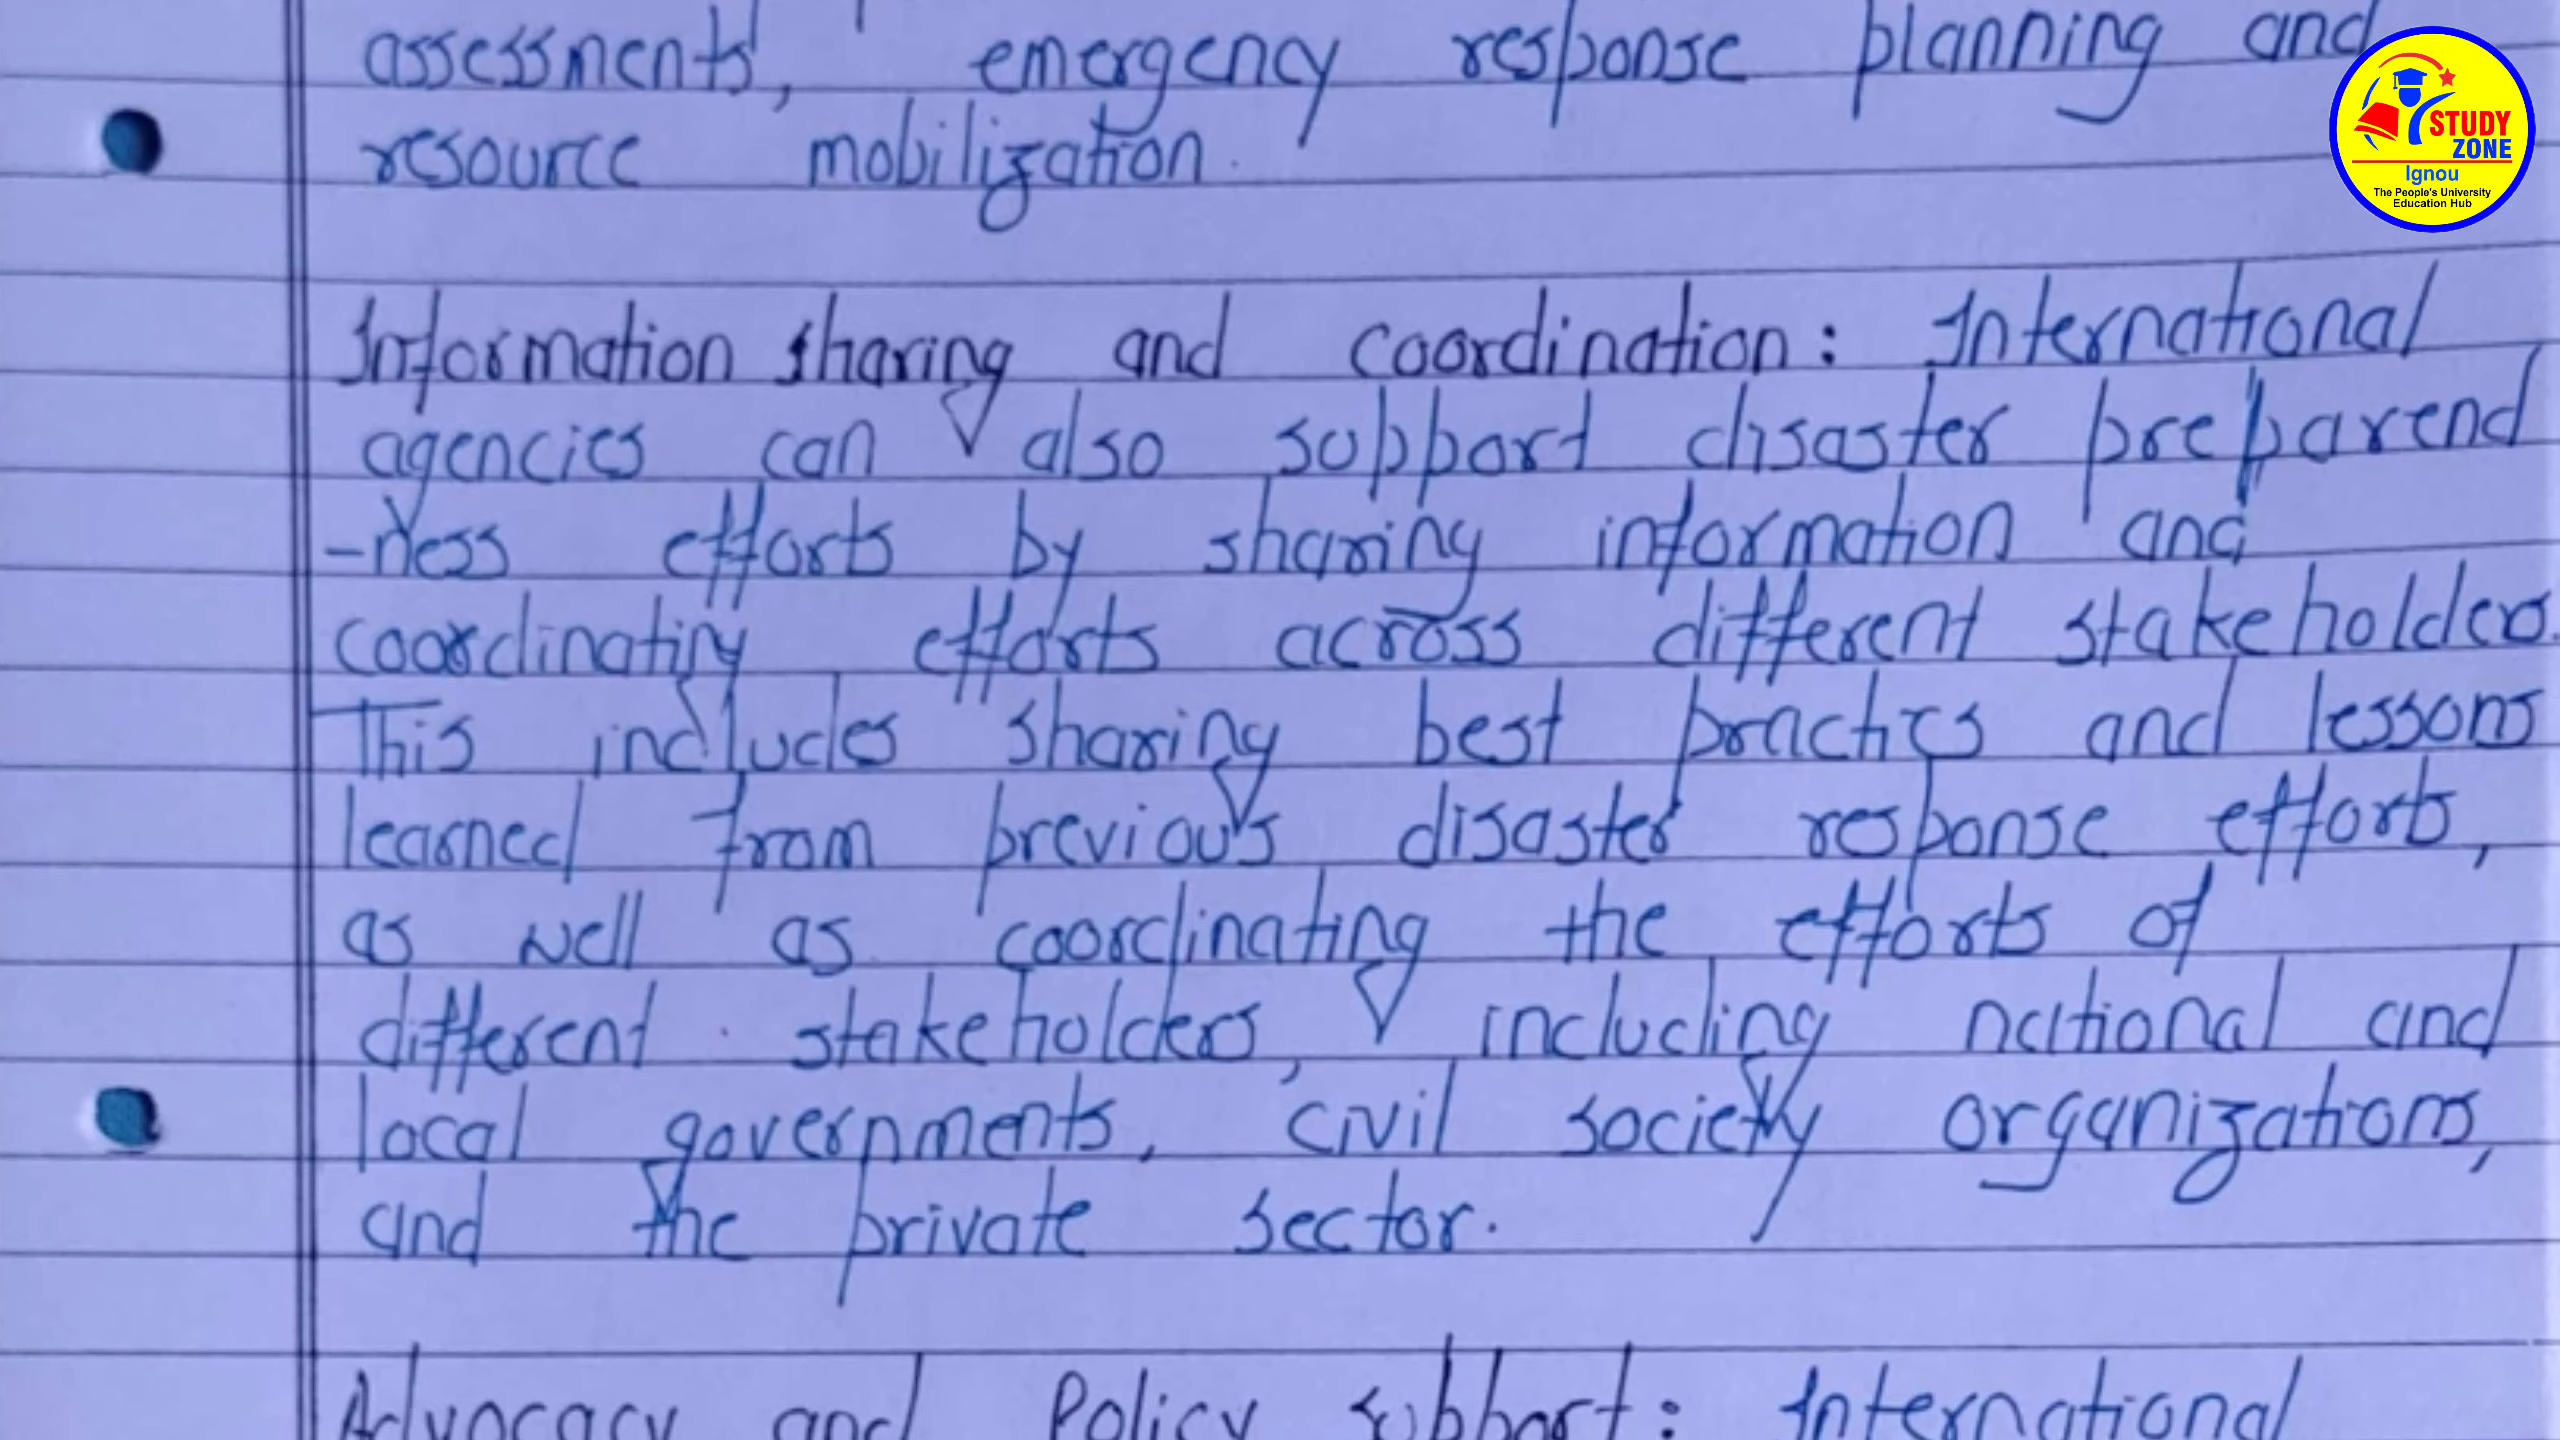 assessments, emergency response planning and
resource mobilization.
Information sharing and coordination: International
agencies can also support disaster preparend
-ness efforts by sharing information and
coordinating efforts across different stakeholders.
This includes sharing best practices and lessons
learned from previous disaster response efforts,
as well as coordinating the efforts of
different stakeholders, including national and
local governments, civil society organizations,
and the private sector.
Advocacy and Policy support: International
STUDY
ZONE
Ignou
The People's University
Education Hub